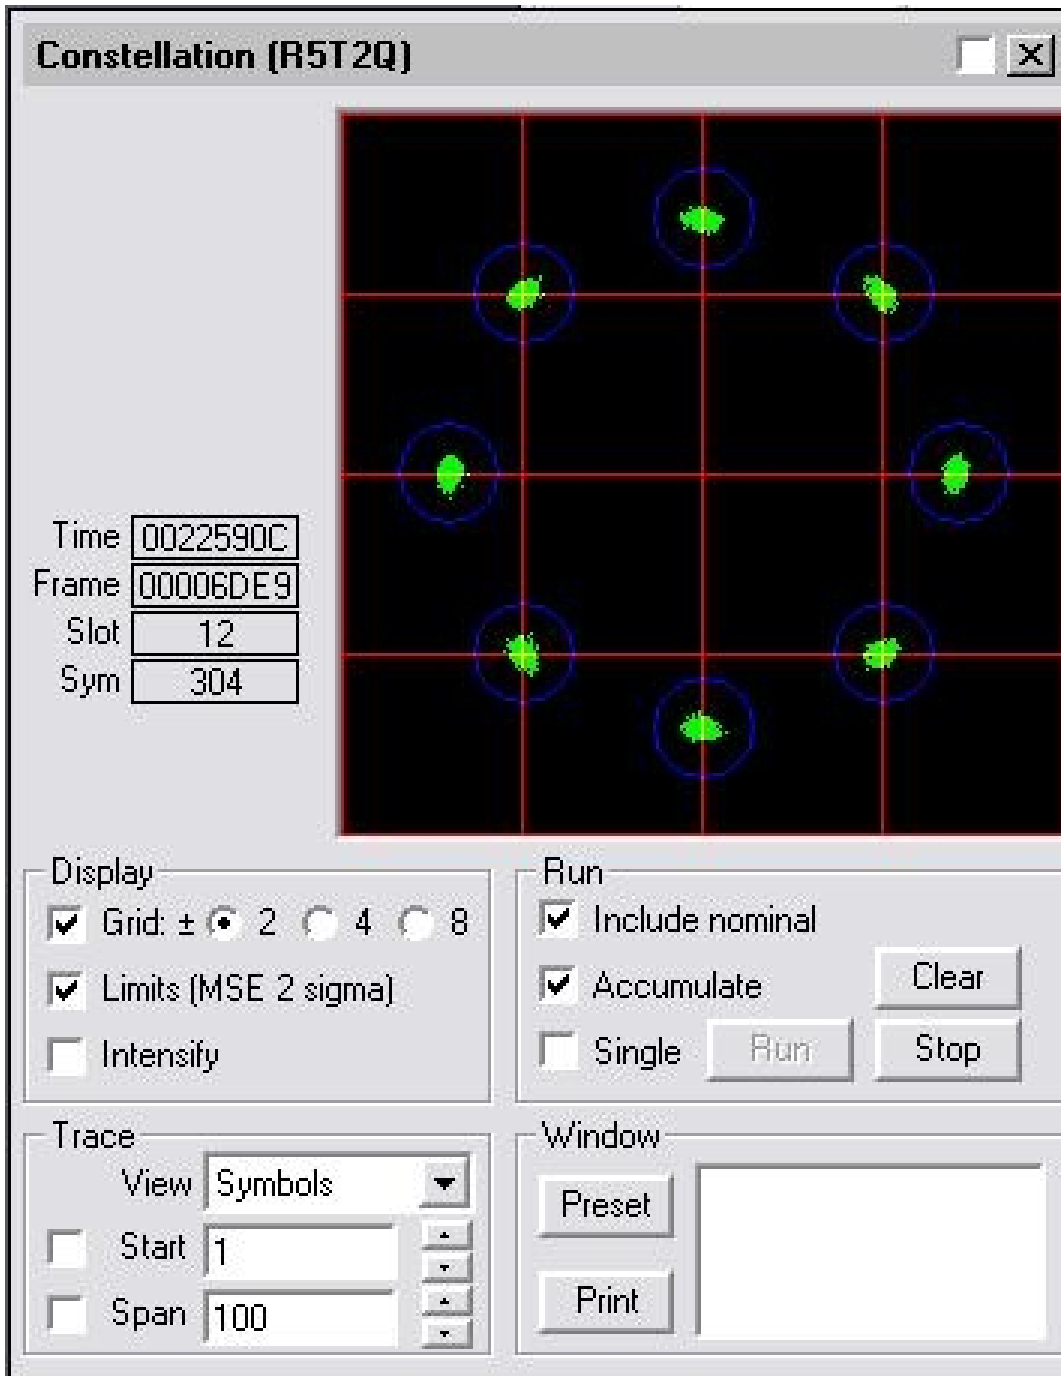 Constellation (R5T2Q)
Time 0022590C
Frame 00006DE9
Slot 12
Sym 304
Display
Grid: ± 2 4 8
Limits (MSE 2 sigma)
Intensify
Run
Include nominal
Accumulate Clear
Single Run Stop
Trace
View Symbols
Start 1
Span 100
Window
Preset
Print